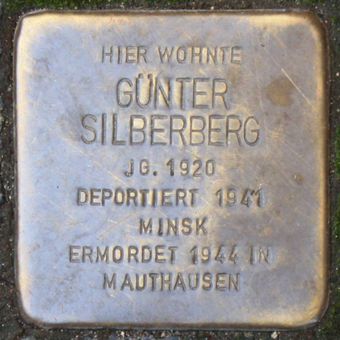 HIER WOHNTE
GÜNTER
SILBERBERG
JG. 1920
DEPORTIERT 1941
MINSK
ERMORDET 1944 IN
MAUTHAUSEN